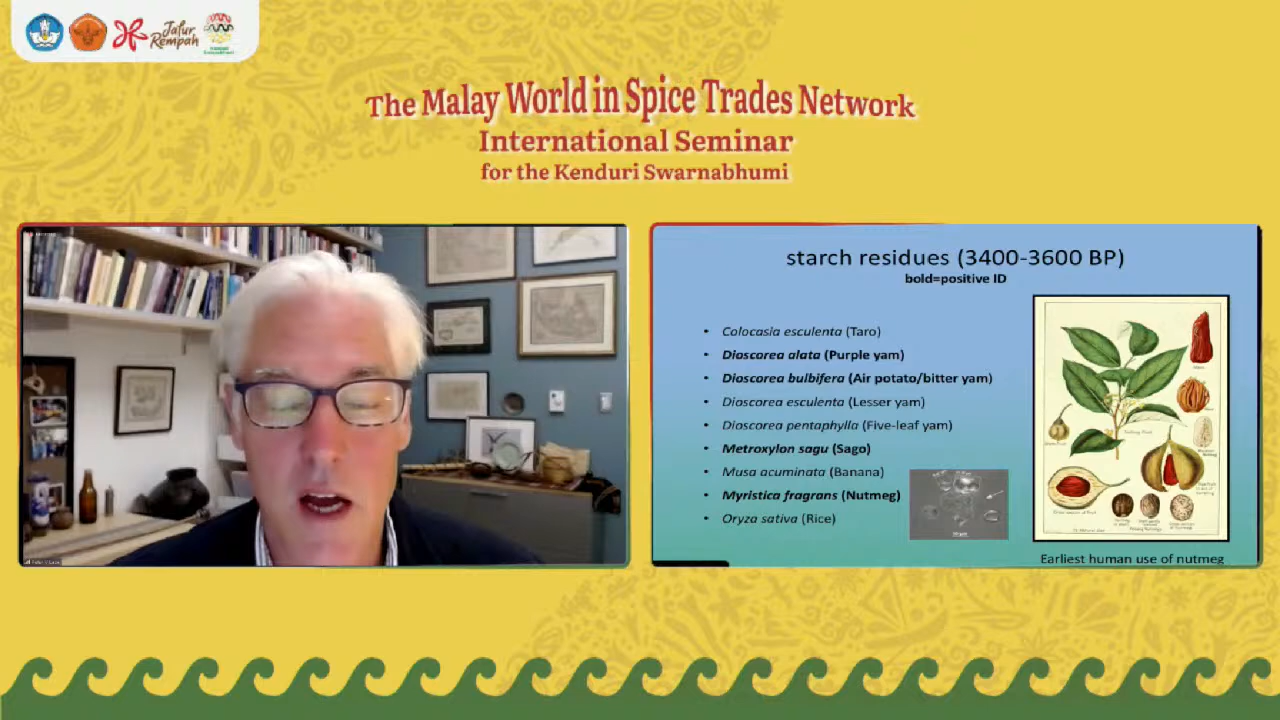 Jalur
Rempah
The Malay World in Spice Trades Network
International Seminar
for the Kenduri Swarnabhumi
starch residues (3400-3600 BP)
bold=positive ID
• Colocasia esculenta (Taro)
• Dioscorea alata (Purple yam)
• Dioscorea bulbifera (Air potato/bitter yam)
• Dioscorea esculenta (Lesser yam)
• Dioscorea pentaphylla (Five-leaf yam)
• Metroxylon sagu (Sago)
• Musa acuminata (Banana)
• Myristica fragrans (Nutmeg)
• Oryza sativa (Rice)
Earliest human use of nutmeg